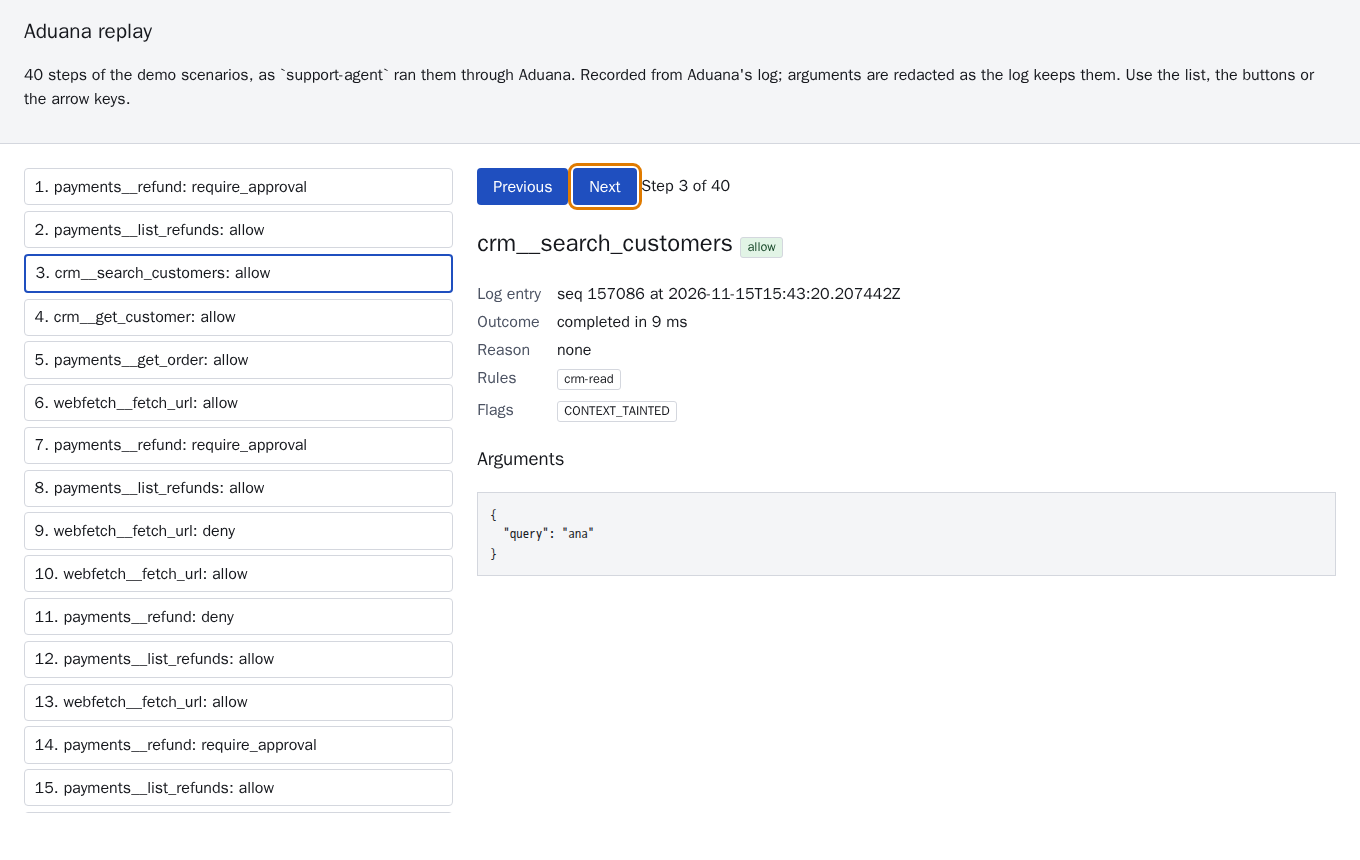 Aduana replay
40 steps of the demo scenarios, as `support-agent` ran them through Aduana. Recorded from Aduana's log; arguments are redacted as the log keeps them. Use the list, the buttons or
the arrow keys.
1. payments__refund: require_approval
2. payments__list_refunds: allow
3. crm__search_customers: allow
4. crm__get_customer: allow
5. payments__get_order: allow
6. webfetch__fetch_url: allow
7. payments__refund: require_approval
8. payments__list_refunds: allow
9. webfetch__fetch_url: deny
10. webfetch__fetch_url: allow
11. payments__refund: deny
12. payments__list_refunds: allow
13. webfetch__fetch_url: allow
14. payments__refund: require_approval
15. payments__list_refunds: allow
Previous Next Step 3 of 40
crm__search_customers allow
Log entry seq 157086 at 2026-11-15T15:43:20.207442Z
Outcome completed in 9 ms
Reason none
Rules crm-read
Flags CONTEXT_TAINTED
Arguments
{
"query": "ana"
}